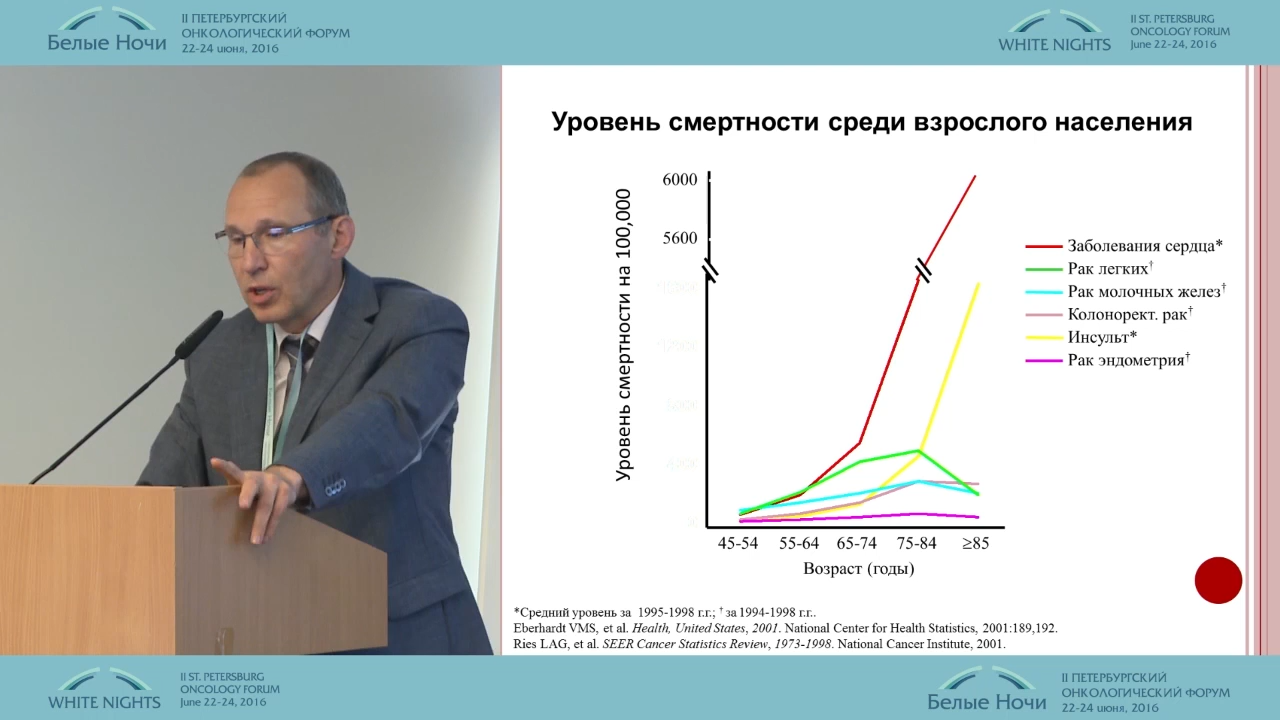 Белые Ночи
II ПЕТЕРБУРГСКИЙ
ОНКОЛОГИЧЕСКИЙ ФОРУМ
22-24 июня, 2016
WHITE NIGHTS
II ST. PETERSBURG
ONCOLOGY FORUM
June 22-24, 2016
Уровень смертности среди взрослого населения
Уровень смертности на 100,000
6000
5600
Заболевания сердца*
Рак легких†
Рак молочных желез†
Колонорект. рак†
Инсульт*
Рак эндометрия†
45-54 55-64 65-74 75-84 ≥85
Возраст (годы)
*Средний уровень за 1995-1998 г.г.; † за 1994-1998 г.г..
Eberhardt VMS, et al. Health, United States, 2001. National Center for Health Statistics, 2001:189,192.
Ries LAG, et al. SEER Cancer Statistics Review, 1973-1998. National Cancer Institute, 2001.
WHITE NIGHTS
II ST. PETERSBURG
ONCOLOGY FORUM
June 22-24, 2016
Белые Ночи
II ПЕТЕРБУРГСКИЙ
ОНКОЛОГИЧЕСКИЙ ФОРУМ
22-24 июня, 2016